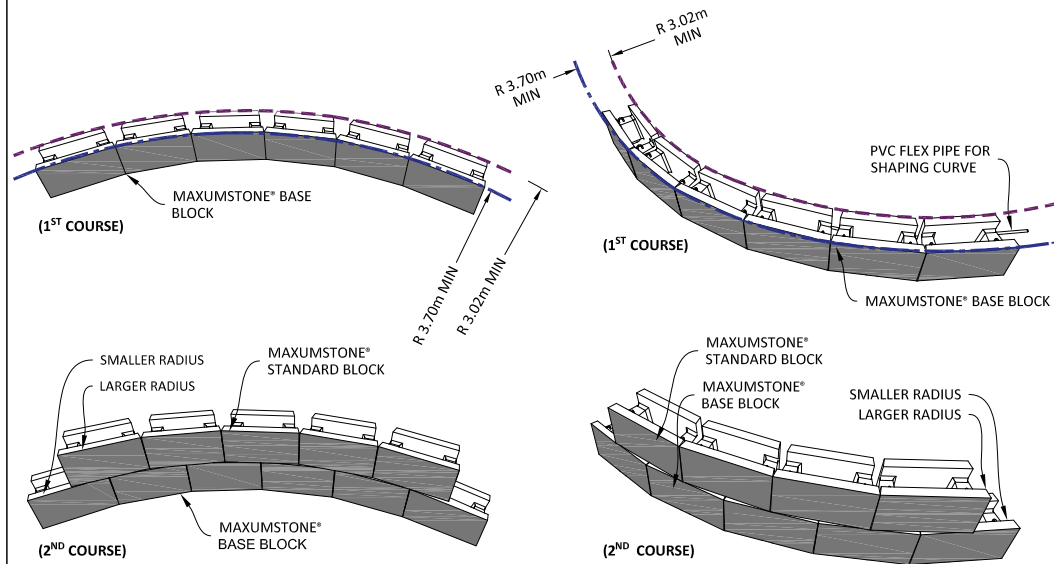 MAXUMSTONE® BASE
BLOCK
(1ST COURSE)
R 3.70m MIN
R 3.02m MIN
R 3.02m
MIN
R 3.70m
MIN
PVC FLEX PIPE FOR
SHAPING CURVE
(1ST COURSE)
MAXUMSTONE® BASE BLOCK
SMALLER RADIUS
LARGER RADIUS
MAXUMSTONE®
STANDARD BLOCK
MAXUMSTONE®
BASE BLOCK
(2ND COURSE)
MAXUMSTONE®
STANDARD BLOCK
MAXUMSTONE®
BASE BLOCK
SMALLER RADIUS
LARGER RADIUS
(2ND COURSE)